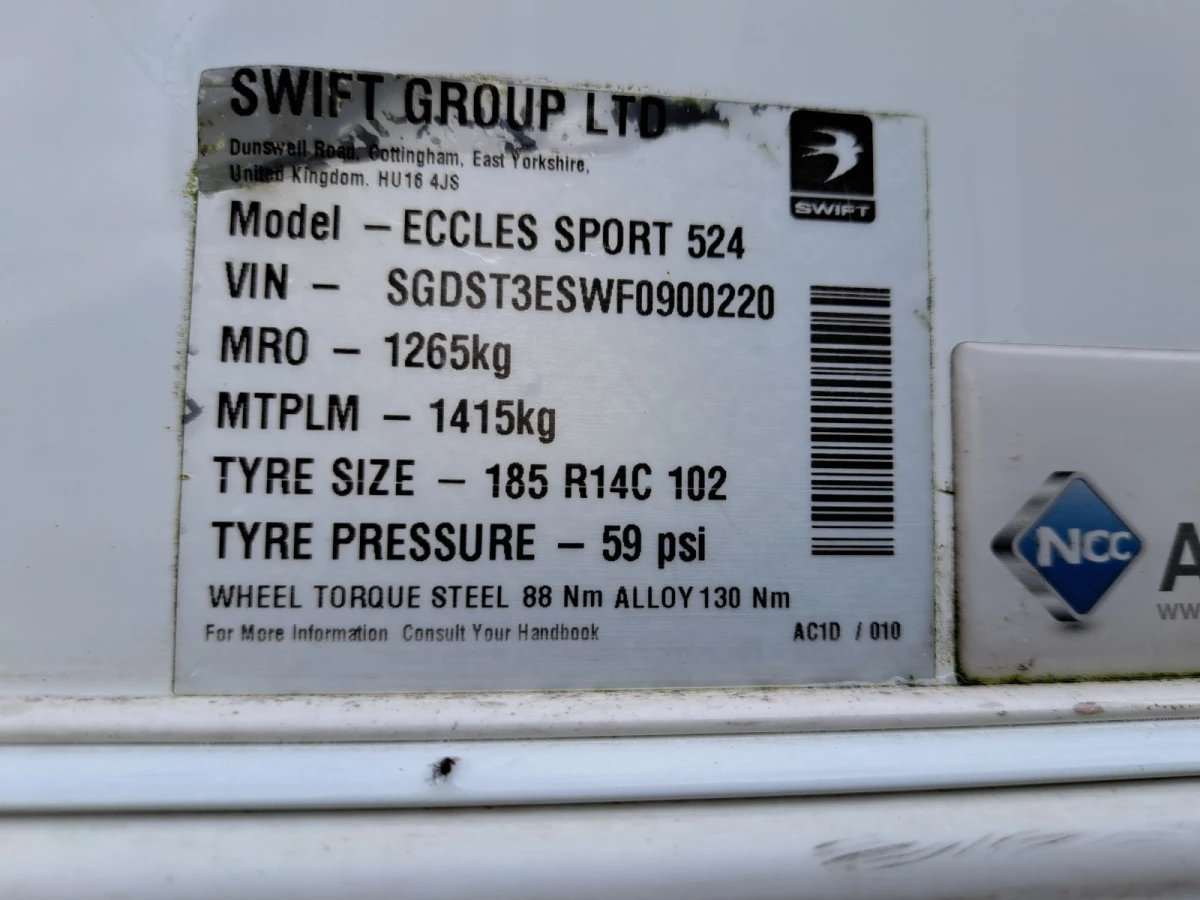 SWIFT GROUP LTD
Dunswell Road, Cottingham, East Yorkshire,
United Kingdom. HU16 4JS
SWIFT
Model – ECCLES SPORT 524
VIN – SGDST3ESWF0900220
MRO – 1265kg
MTPLM – 1415kg
TYRE SIZE – 185 R14C 102
TYRE PRESSURE – 59 psi
WHEEL TORQUE STEEL 88 Nm ALLOY 130 Nm
For More Information Consult Your Handbook
AC1D / 010
NCC